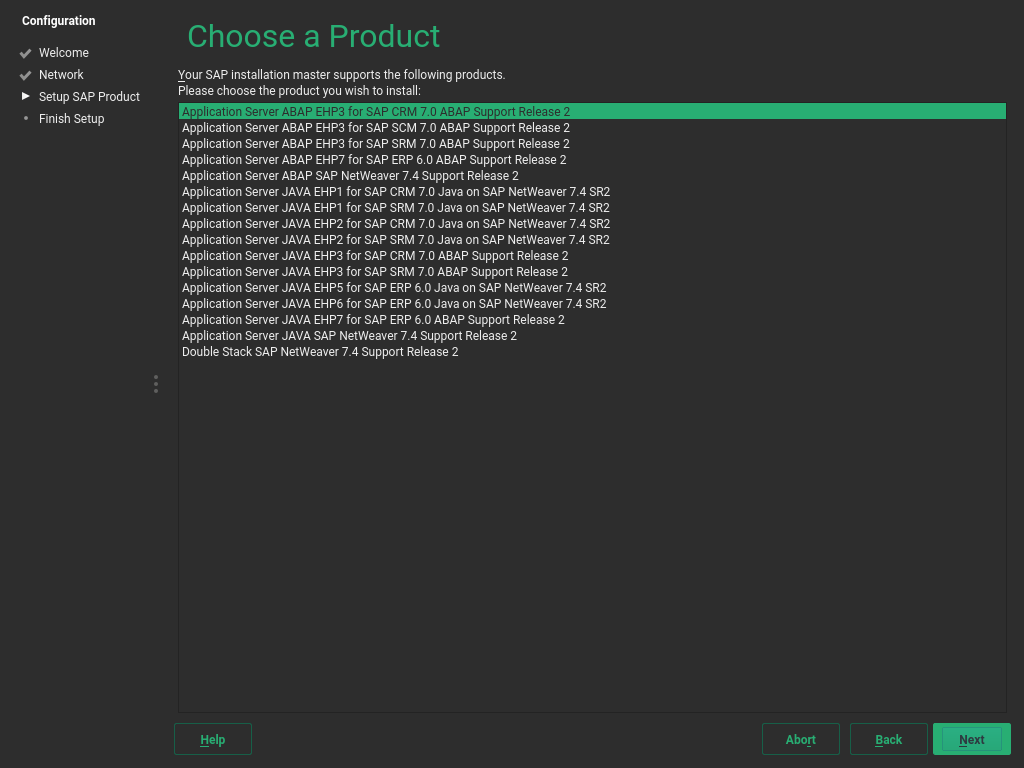 Configuration
Welcome
Network
Setup SAP Product
Finish Setup
Choose a Product
Your SAP installation master supports the following products.
Please choose the product you wish to install:
Application Server ABAP EHP3 for SAP CRM 7.0 ABAP Support Release 2
Application Server ABAP EHP3 for SAP SCM 7.0 ABAP Support Release 2
Application Server ABAP EHP3 for SAP SRM 7.0 ABAP Support Release 2
Application Server ABAP EHP7 for SAP ERP 6.0 ABAP Support Release 2
Application Server ABAP SAP NetWeaver 7.4 Support Release 2
Application Server JAVA EHP1 for SAP CRM 7.0 Java on SAP NetWeaver 7.4 SR2
Application Server JAVA EHP1 for SAP SRM 7.0 Java on SAP NetWeaver 7.4 SR2
Application Server JAVA EHP2 for SAP CRM 7.0 Java on SAP NetWeaver 7.4 SR2
Application Server JAVA EHP2 for SAP SRM 7.0 Java on SAP NetWeaver 7.4 SR2
Application Server JAVA EHP3 for SAP CRM 7.0 ABAP Support Release 2
Application Server JAVA EHP3 for SAP SRM 7.0 ABAP Support Release 2
Application Server JAVA EHP5 for SAP ERP 6.0 Java on SAP NetWeaver 7.4 SR2
Application Server JAVA EHP6 for SAP ERP 6.0 Java on SAP NetWeaver 7.4 SR2
Application Server JAVA EHP7 for SAP ERP 6.0 ABAP Support Release 2
Application Server JAVA SAP NetWeaver 7.4 Support Release 2
Double Stack SAP NetWeaver 7.4 Support Release 2
Help
Abort
Back
Next